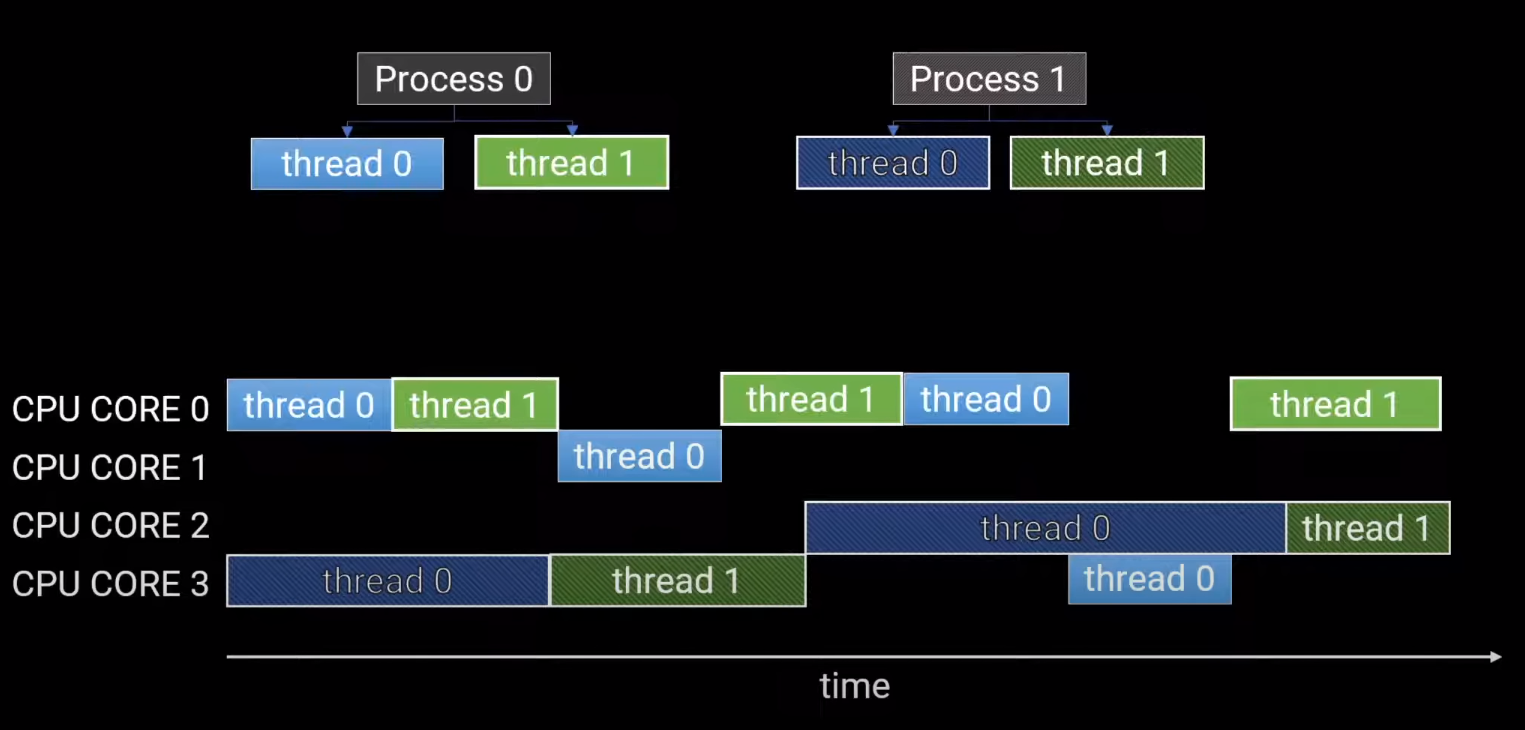 Process 0
Process 1
thread 0
thread 1
thread 0
thread 1
CPU CORE 0
thread 0
thread 1
thread 1
thread 0
thread 1
CPU CORE 1
thread 0
CPU CORE 2
thread 0
thread 1
CPU CORE 3
thread 0
thread 1
thread 0
time